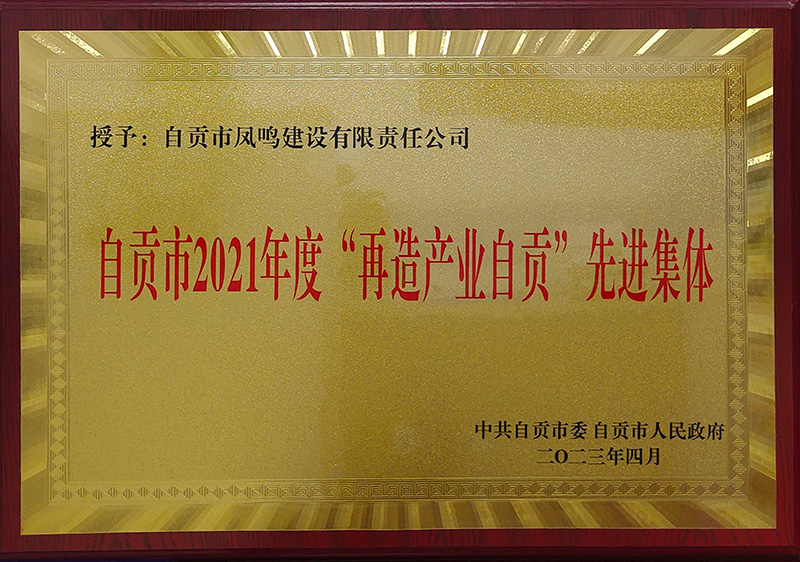 授予：自贡市凤鸣建设有限责任公司
自贡市2021年度“再造产业自贡”先进集体
中共自贡市委 自贡市人民政府
二O二三年四月